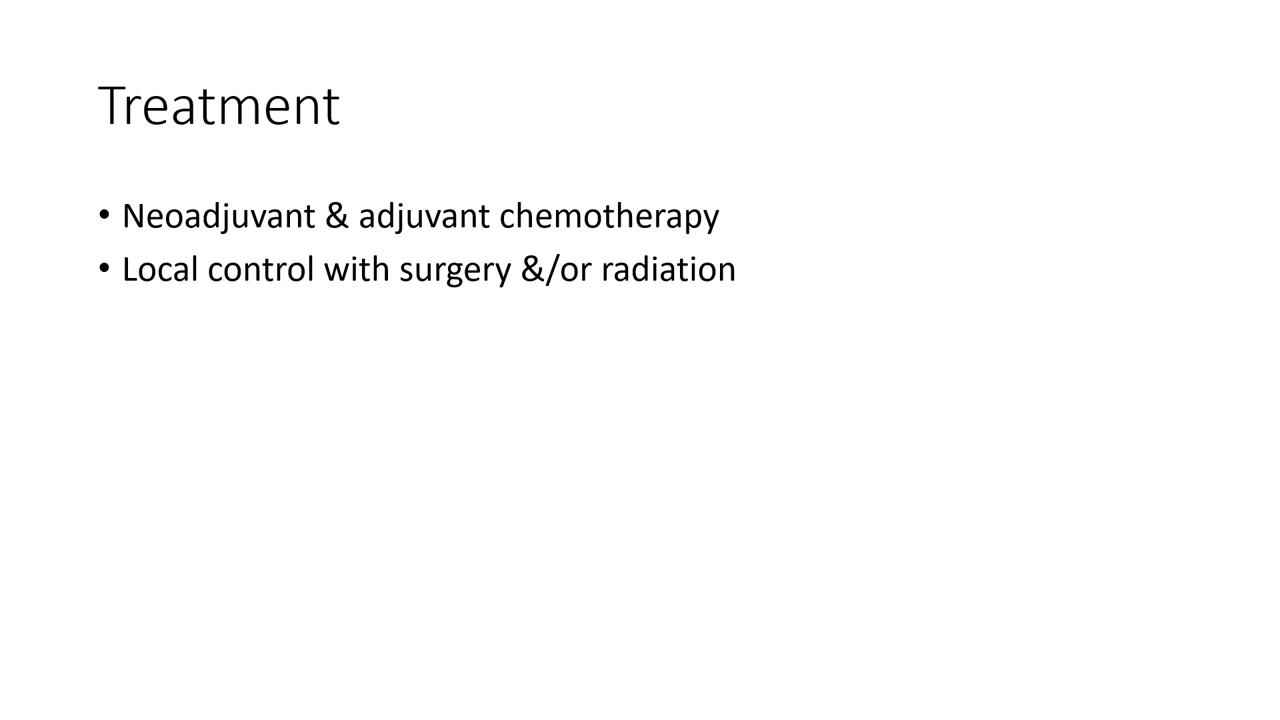 Treatment
• Neoadjuvant & adjuvant chemotherapy
• Local control with surgery &/or radiation